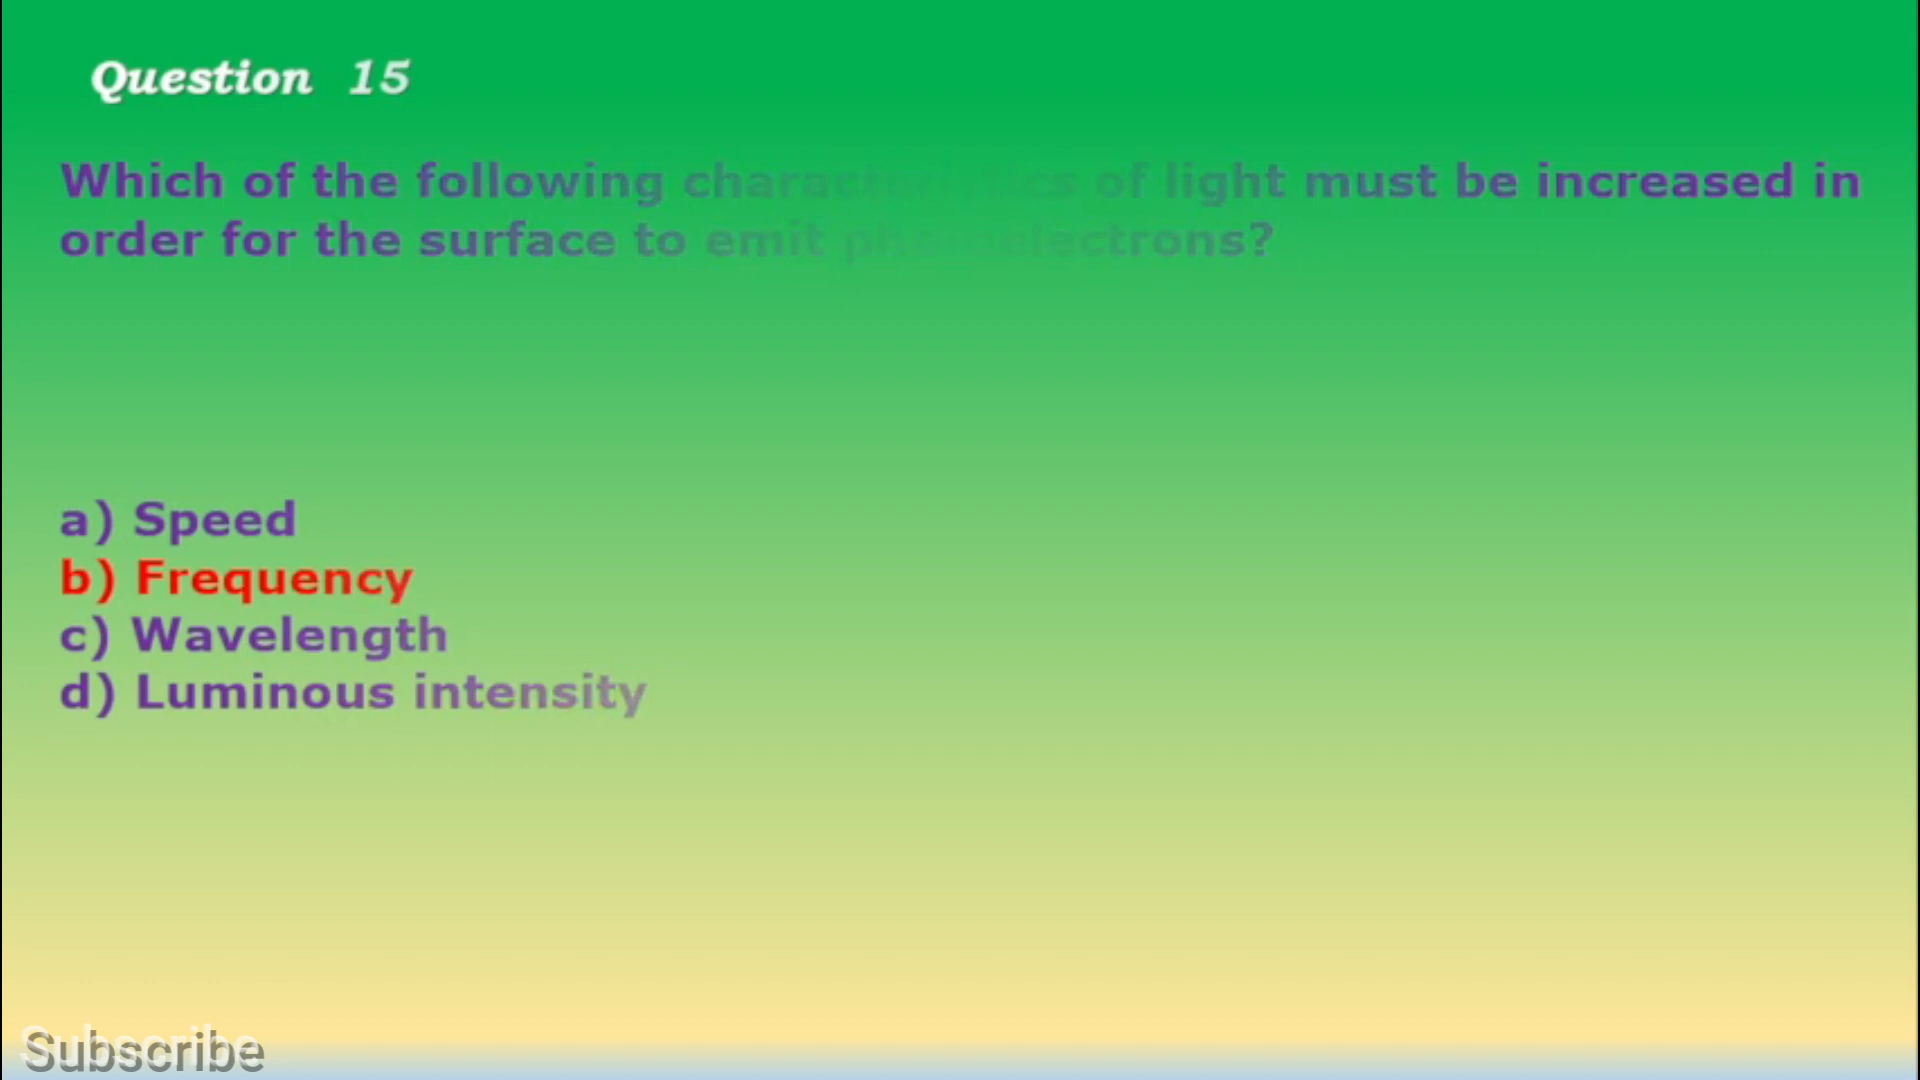 Question 15
Which of the following characteristics of light must be increased in
order for the surface to emit photoelectrons?
a) Speed
b) Frequency
c) Wavelength
d) Luminous intensity
Subscribe